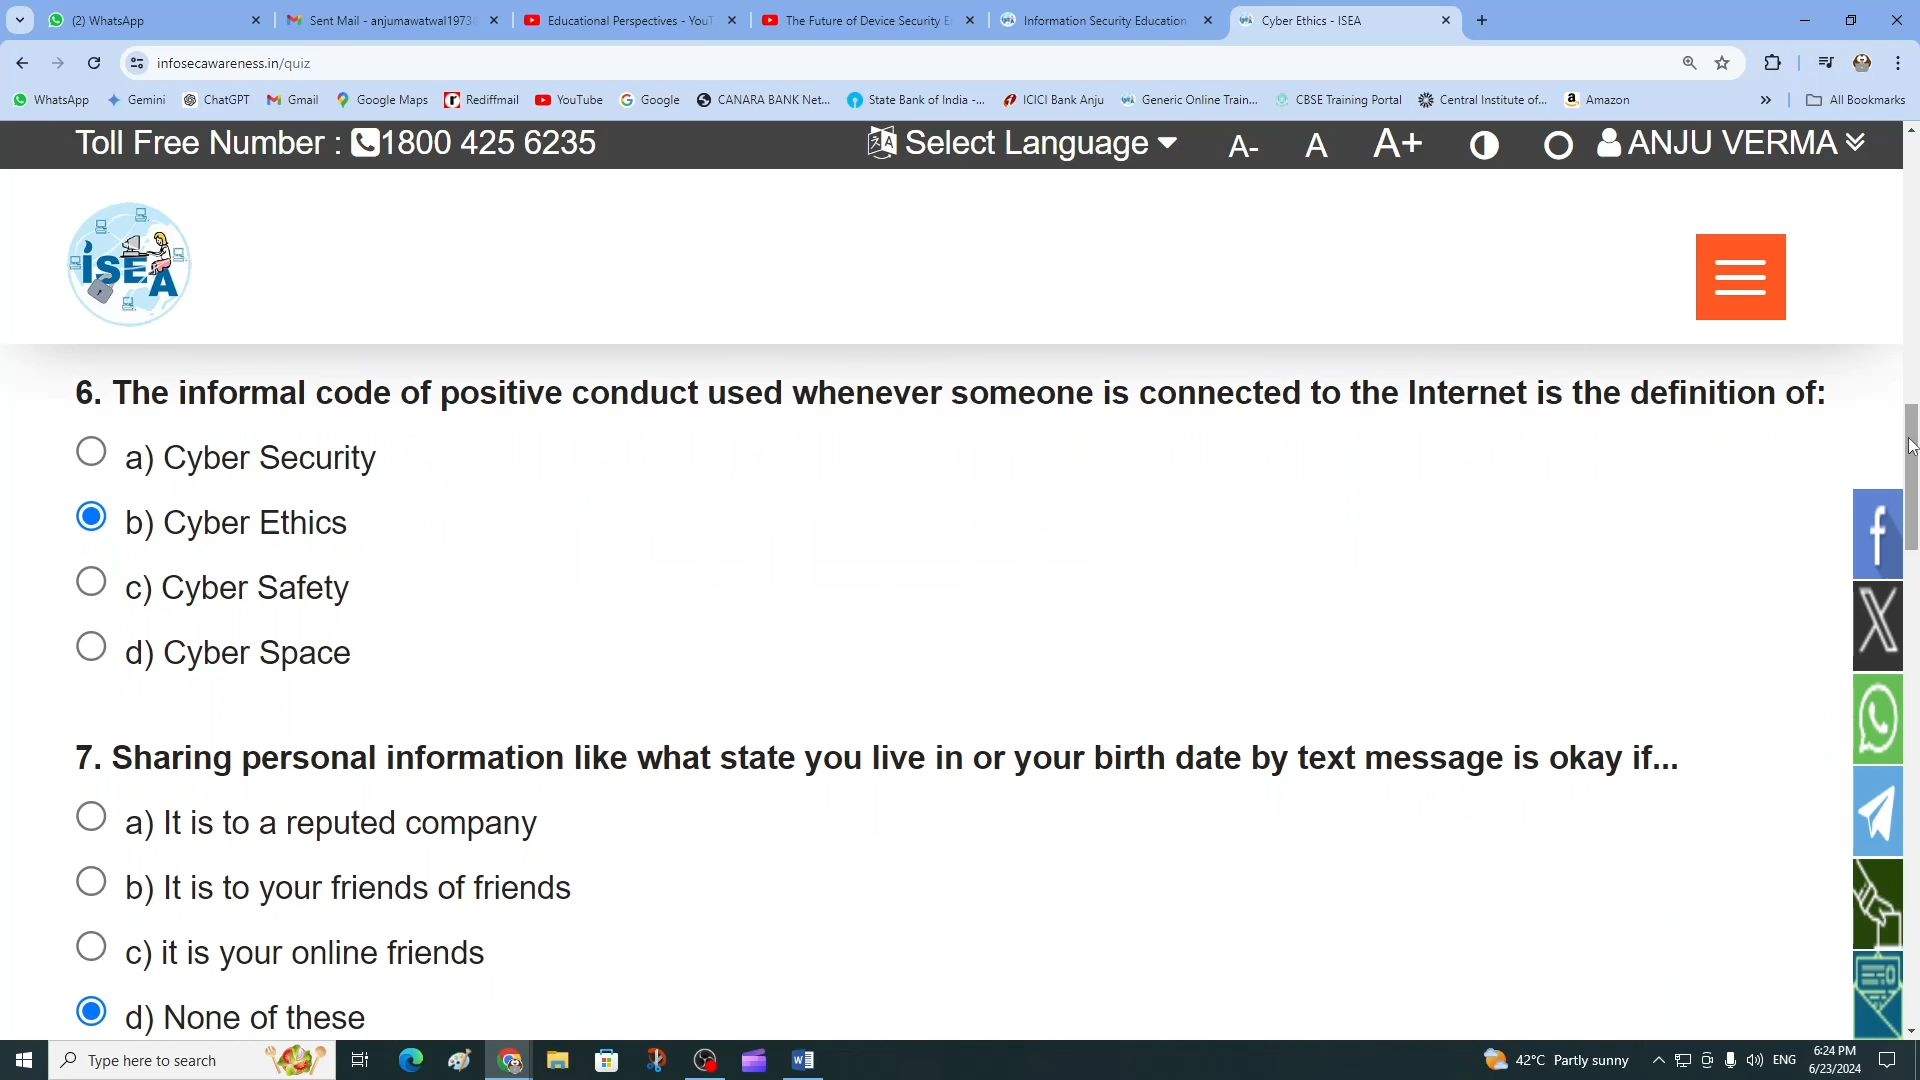 (2) WhatsApp
Sent Mail - anjumawatwal1973
Educational Perspectives - YouT
The Future of Device Security E
Information Security Education
Cyber Ethics - ISEA
infosecawareness.in/quiz
WhatsApp
Gemini
ChatGPT
Gmail
Google Maps
Rediffmail
YouTube
Google
CANARA BANK Net...
State Bank of India -...
ICICI Bank Anju
Generic Online Train...
CBSE Training Portal
Central Institute of...
Amazon
All Bookmarks
Toll Free Number : 1800 425 6235
Select Language
A-
A
A+
ANJU VERMA
ISEA
6. The informal code of positive conduct used whenever someone is connected to the Internet is the definition of:
a) Cyber Security
b) Cyber Ethics
c) Cyber Safety
d) Cyber Space
7. Sharing personal information like what state you live in or your birth date by text message is okay if...
a) It is to a reputed company
b) It is to your friends of friends
c) it is your online friends
d) None of these
Type here to search
42°C Partly sunny
ENG
6:24 PM
6/23/2024